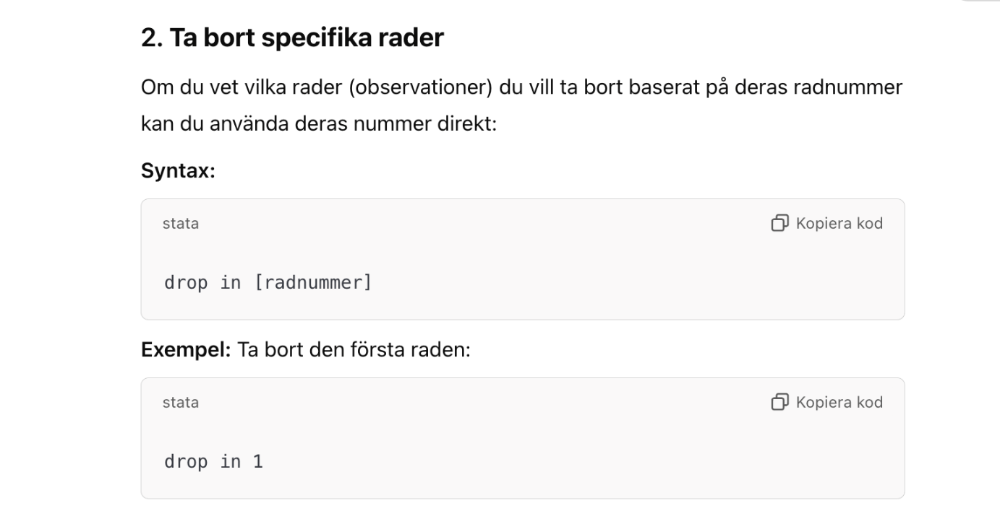 2. Ta bort specifika rader
Om du vet vilka rader (observationer) du vill ta bort baserat på deras radnummer
kan du använda deras nummer direkt:
Syntax:
stata
Kopiera kod
drop in [radnummer]
Exempel: Ta bort den första raden:
stata
Kopiera kod
drop in 1